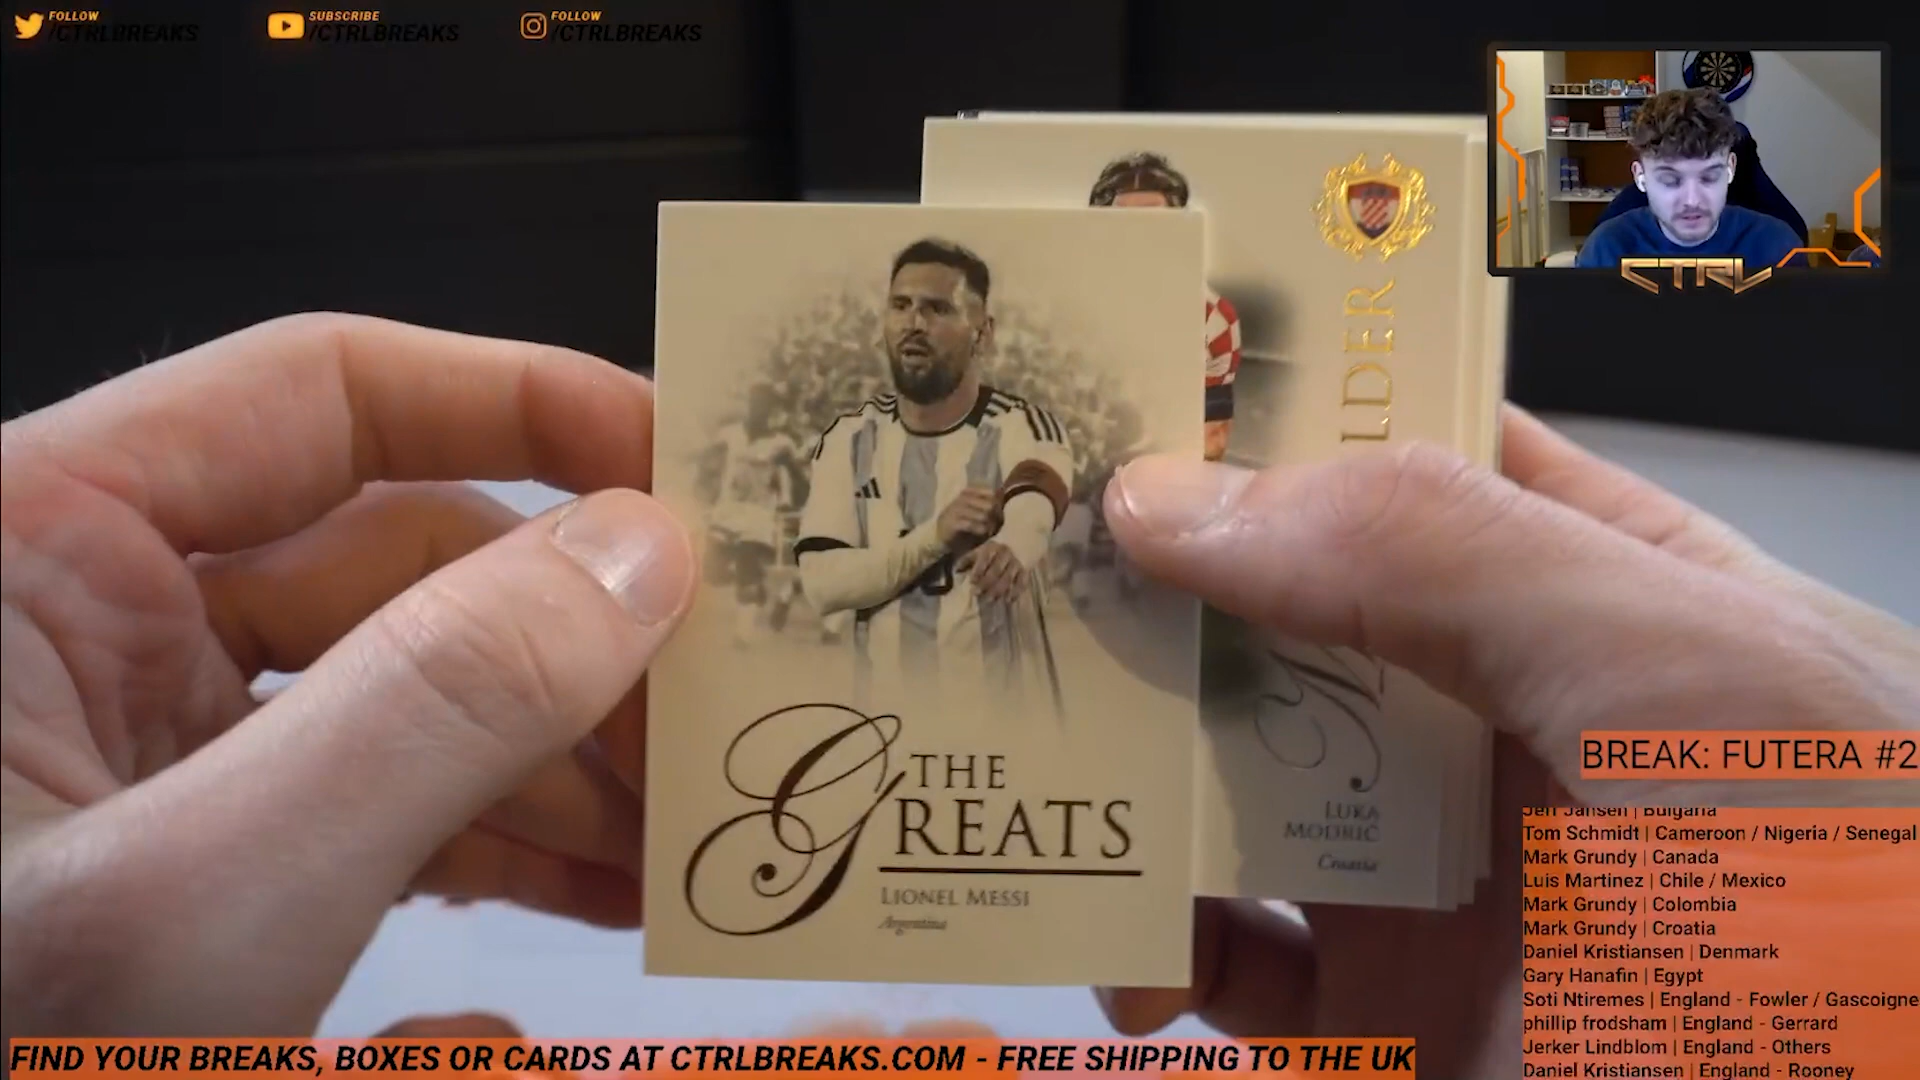 FOLLOW
/CTRLBREAKS
SUBSCRIBE
/CTRLBREAKS
FOLLOW
/CTRLBREAKS
CTRL
LDER
THE
GREATS
LIONEL MESSI
Argentina
LUKA
MODRIĆ
Croatia
BREAK: FUTERA #2
Jeff Jansen | Bulgaria
Tom Schmidt | Cameroon / Nigeria / Senegal
Mark Grundy | Canada
Luis Martinez | Chile / Mexico
Mark Grundy | Colombia
Mark Grundy | Croatia
Daniel Kristiansen | Denmark
Gary Hanafin | Egypt
Soti Ntiremes | England - Fowler / Gascoigne
phillip frodsham | England - Gerrard
Jerker Lindblom | England - Others
Daniel Kristiansen | England - Rooney
FIND YOUR BREAKS, BOXES OR CARDS AT CTRLBREAKS.COM - FREE SHIPPING TO THE UK